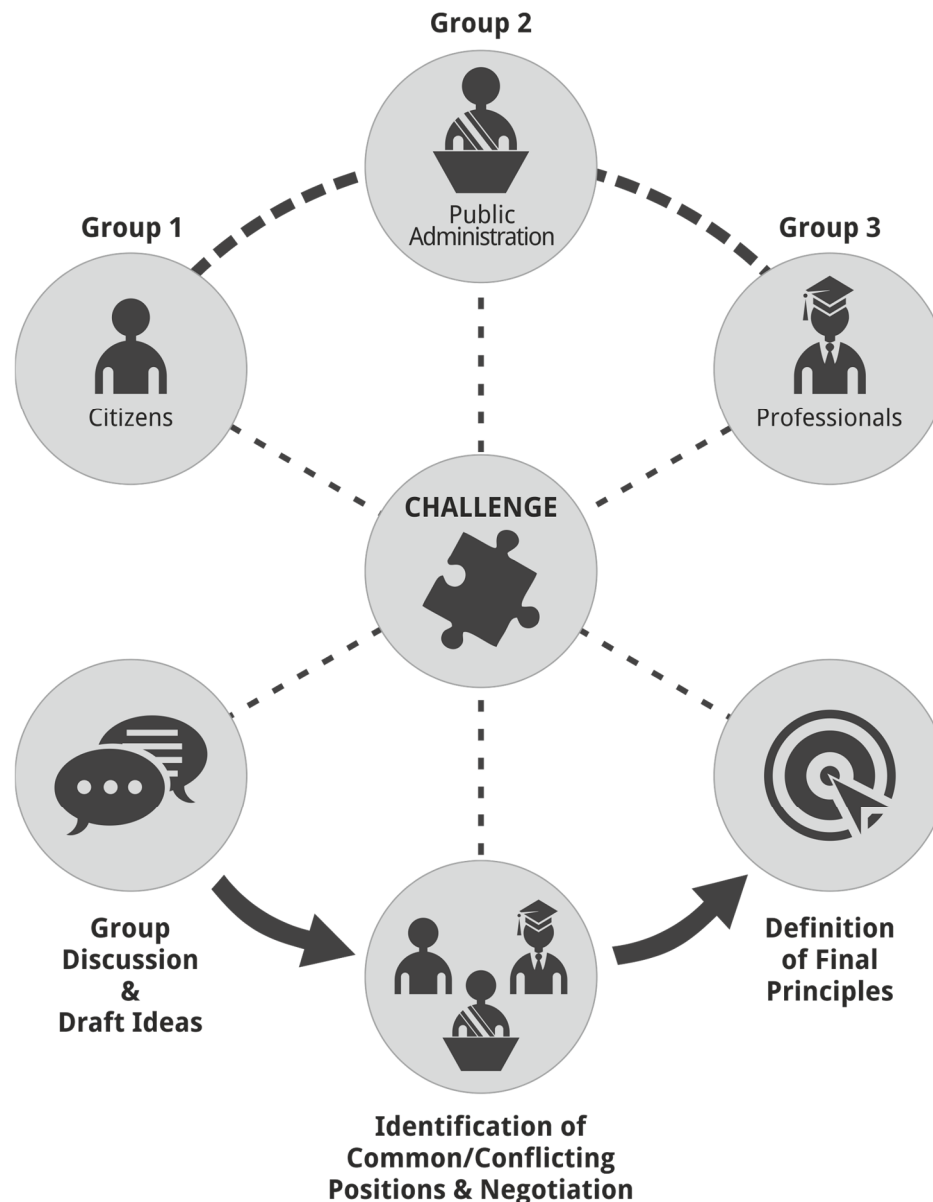 Group 2
Public
Administration
Group 1
Citizens
Group 3
Professionals
CHALLENGE
Group
Discussion
&
Draft Ideas
Identification of
Common/Conflicting
Positions & Negotiation
Definition
of Final
Principles